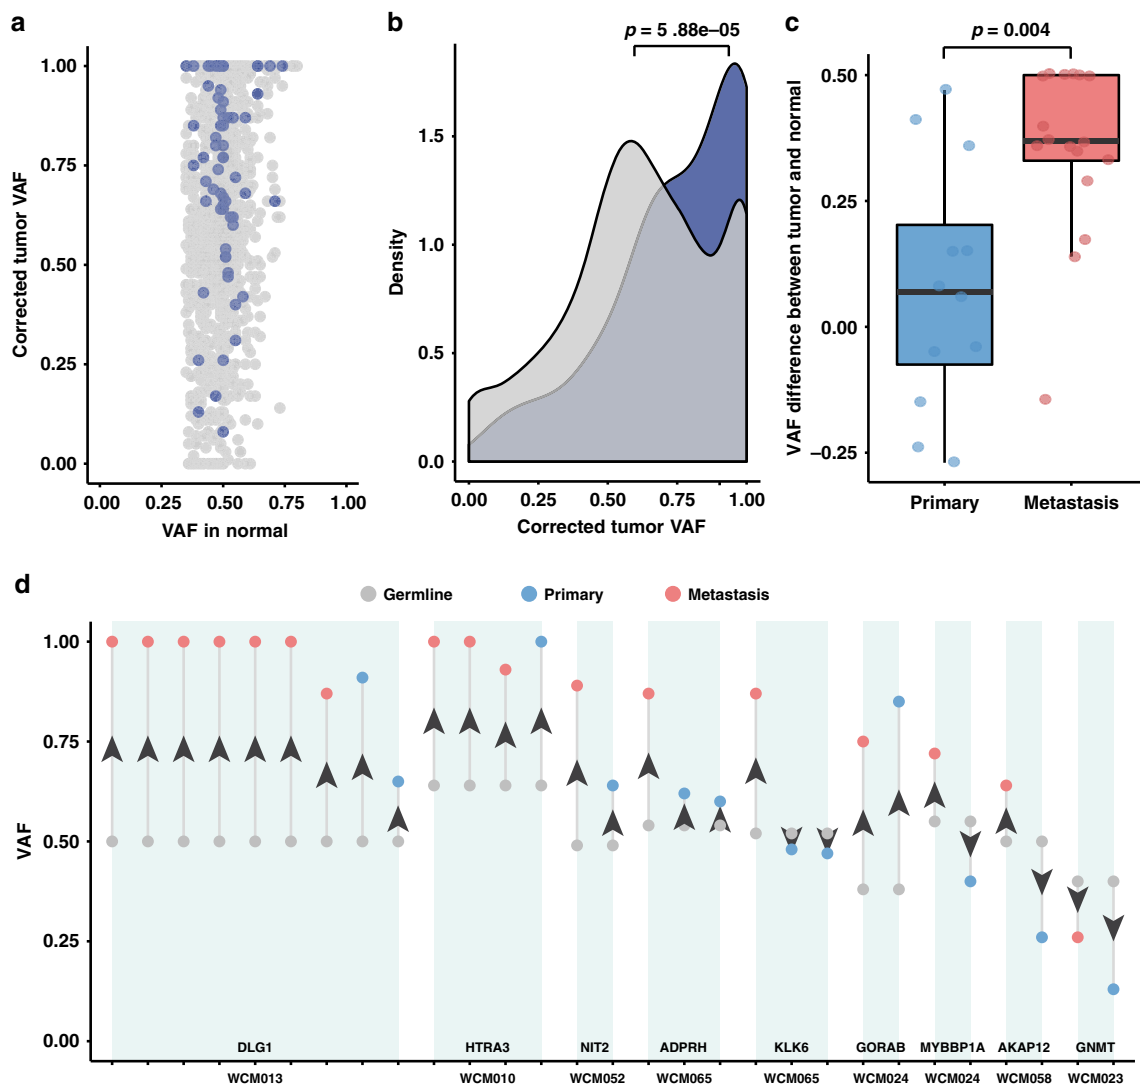 a
1.00
0.75
0.50
0.25
0.00
Corrected tumor VAF
0.00 0.25 0.50 0.75 1.00
VAF in normal
b
p = 5 .88e–05
1.5
1.0
0.5
0.0
Density
0.00 0.25 0.50 0.75 1.00
Corrected tumor VAF
c
p = 0.004
0.50
0.25
0.00
–0.25
VAF difference between tumor and normal
Primary Metastasis
d
Germline Primary Metastasis
1.00
0.75
0.50
0.25
0.00
VAF
DLG1 HTRA3 NIT2 ADPRH KLK6 GORAB MYBBP1A AKAP12 GNMT
WCM013 WCM010 WCM052 WCM065 WCM065 WCM024 WCM024 WCM058 WCM023